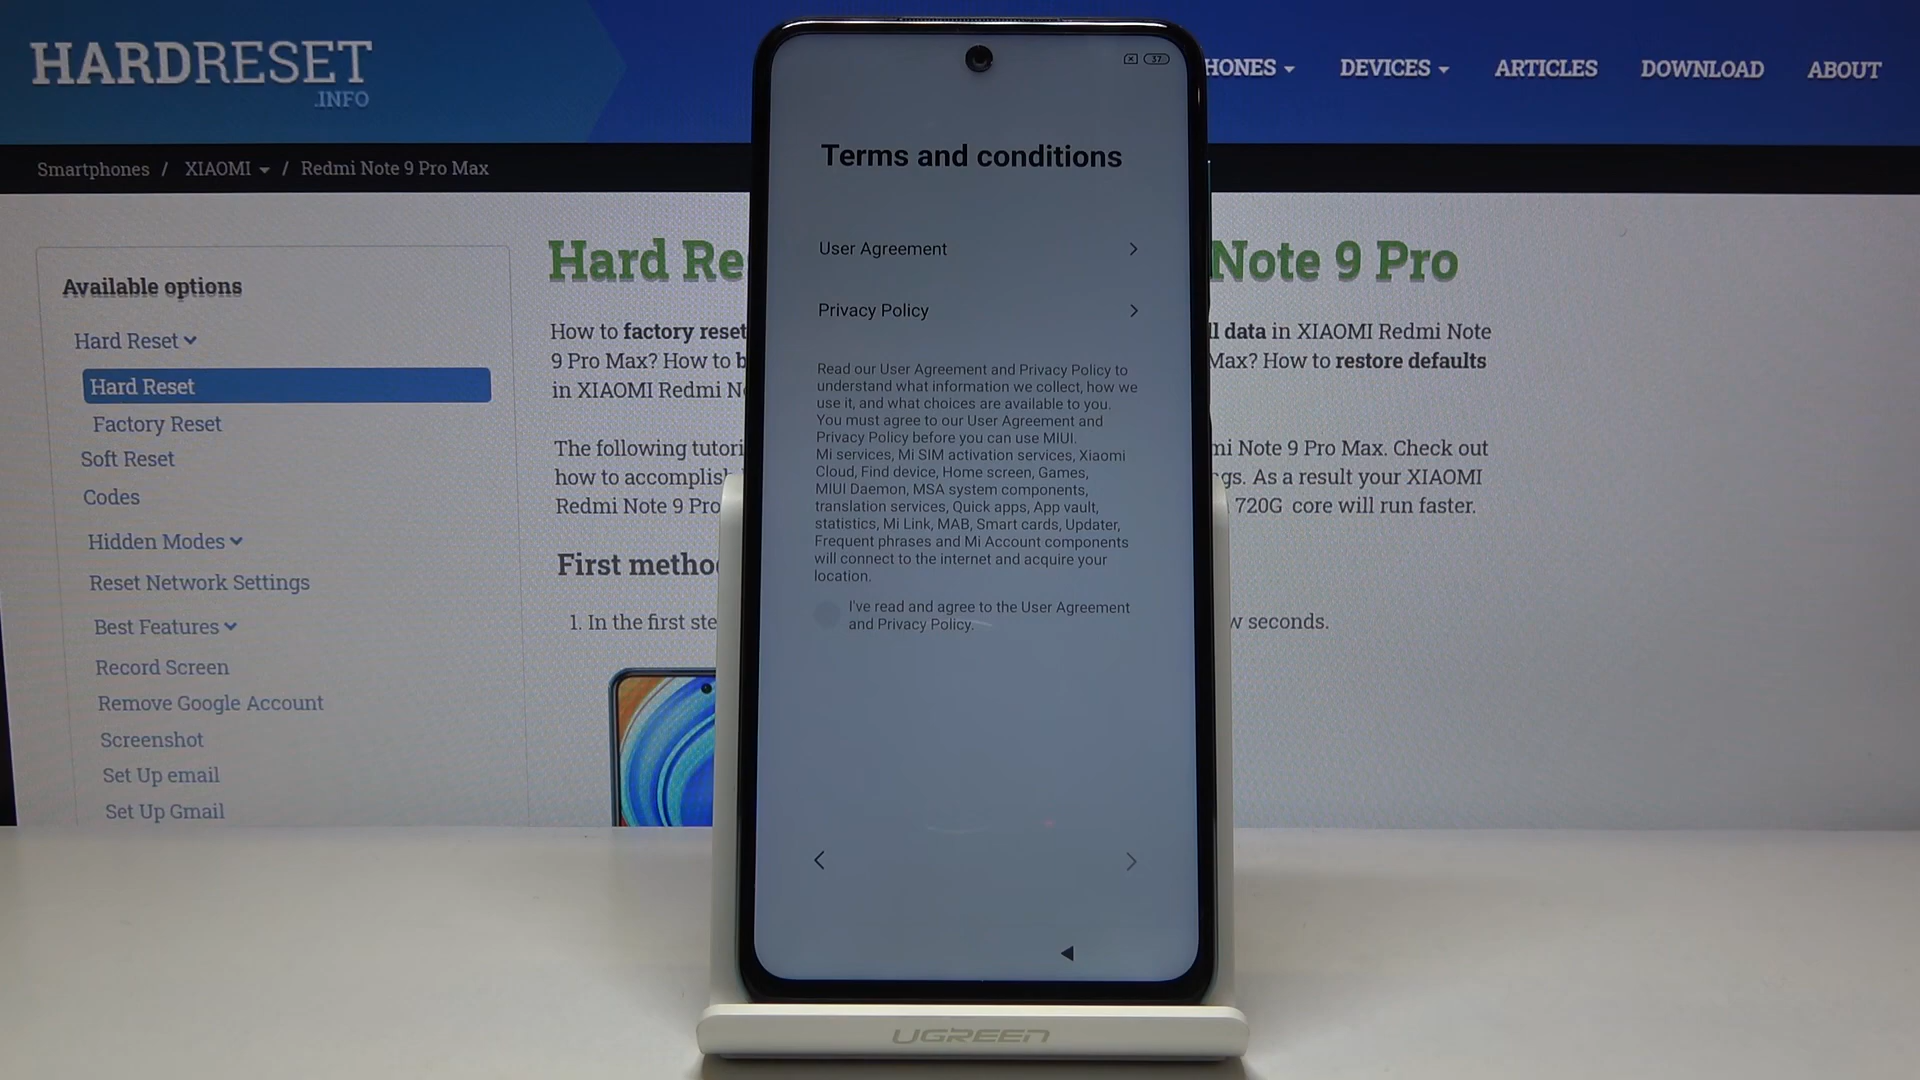 HARDRESET
.INFO
HONES
DEVICES
ARTICLES
DOWNLOAD
ABOUT
Smartphones / XIAOMI / Redmi Note 9 Pro Max
Available options
Hard Reset
Hard Reset
Factory Reset
Soft Reset
Codes
Hidden Modes
Reset Network Settings
Best Features
Record Screen
Remove Google Account
Screenshot
Set Up email
Set Up Gmail
Hard Re
Note 9 Pro
How to factory reset
ll data in XIAOMI Redmi Note
9 Pro Max? How to b
Max? How to restore defaults
in XIAOMI Redmi N
The following tutori
mi Note 9 Pro Max. Check out
how to accomplis
gs. As a result your XIAOMI
Redmi Note 9 Pro
720G core will run faster.
First metho
1. In the first ste
w seconds.
37
Terms and conditions
User Agreement
Privacy Policy
Read our User Agreement and Privacy Policy to
understand what information we collect, how we
use it, and what choices are available to you.
You must agree to our User Agreement and
Privacy Policy before you can use MIUI.
Mi services, Mi SIM activation services, Xiaomi
Cloud, Find device, Home screen, Games,
MIUI Daemon, MSA system components,
translation services, Quick apps, App vault,
statistics, Mi Link, MAB, Smart cards, Updater,
Frequent phrases and Mi Account components
will connect to the internet and acquire your
location.
I've read and agree to the User Agreement
and Privacy Policy.
UGREEN